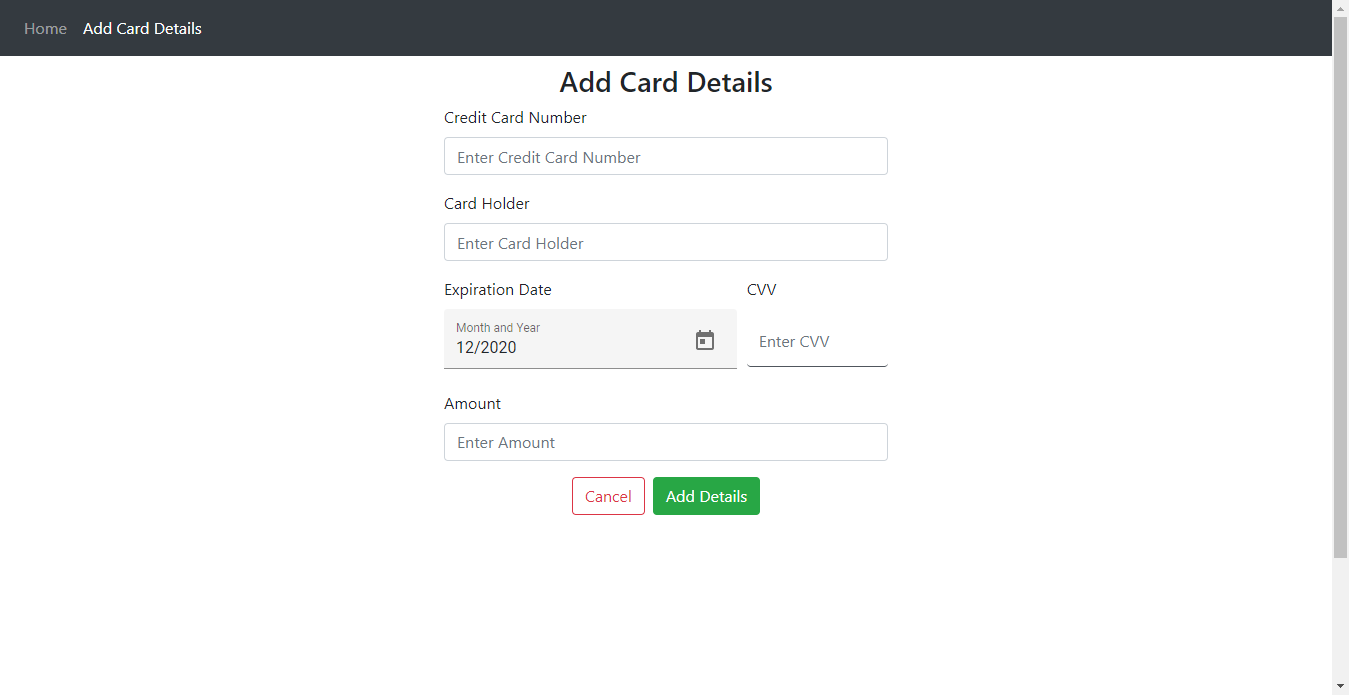 Home Add Card Details
Add Card Details
Credit Card Number
Enter Credit Card Number
Card Holder
Enter Card Holder
Expiration Date CVV
Month and Year
12/2020
Enter CVV
Amount
Enter Amount
Cancel Add Details